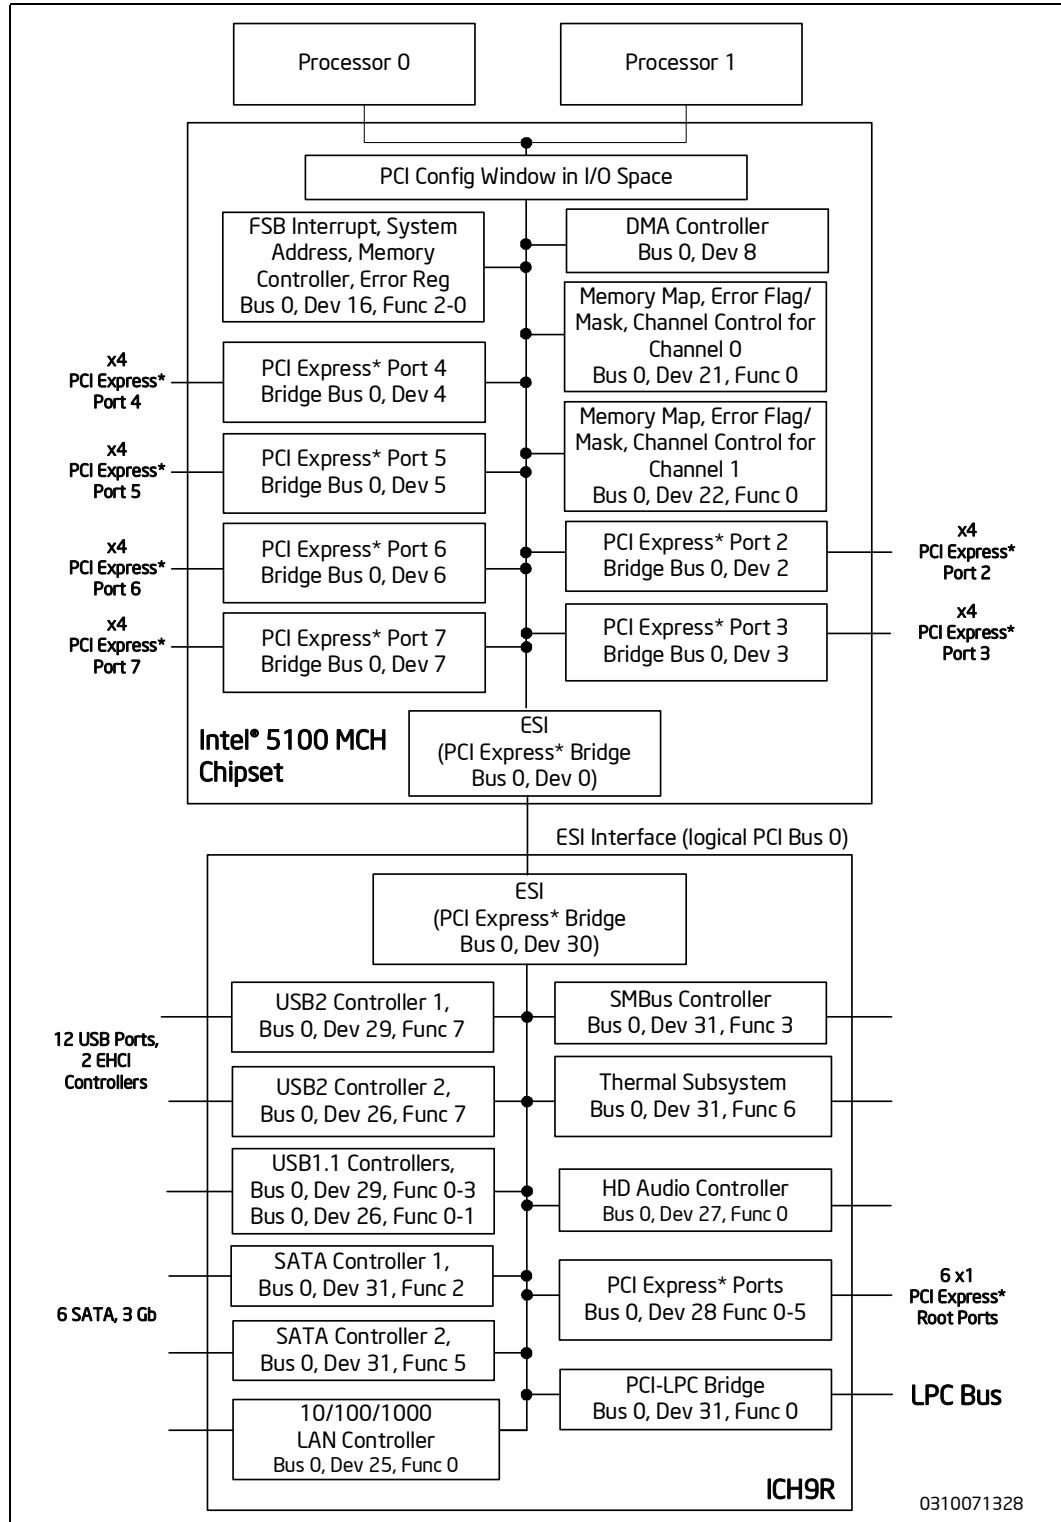 Processor 0
Processor 1
PCI Config Window in I/O Space
FSB Interrupt, System
Address, Memory
Controller, Error Reg
Bus 0, Dev 16, Func 2-0
DMA Controller
Bus 0, Dev 8
Memory Map, Error Flag/
Mask, Channel Control for
Channel 0
Bus 0, Dev 21, Func 0
x4
PCI Express*
Port 4
PCI Express* Port 4
Bridge Bus 0, Dev 4
Memory Map, Error Flag/
Mask, Channel Control for
Channel 1
Bus 0, Dev 22, Func 0
x4
PCI Express*
Port 5
PCI Express* Port 5
Bridge Bus 0, Dev 5
x4
PCI Express*
Port 6
PCI Express* Port 6
Bridge Bus 0, Dev 6
PCI Express* Port 2
Bridge Bus 0, Dev 2
x4
PCI Express*
Port 2
x4
PCI Express*
Port 7
PCI Express* Port 7
Bridge Bus 0, Dev 7
PCI Express* Port 3
Bridge Bus 0, Dev 3
x4
PCI Express*
Port 3
Intel® 5100 MCH
Chipset
ESI
(PCI Express* Bridge
Bus 0, Dev 0)
ESI Interface (logical PCI Bus 0)
ESI
(PCI Express* Bridge
Bus 0, Dev 30)
12 USB Ports,
2 EHCI
Controllers
USB2 Controller 1,
Bus 0, Dev 29, Func 7
SMBus Controller
Bus 0, Dev 31, Func 3
USB2 Controller 2,
Bus 0, Dev 26, Func 7
Thermal Subsystem
Bus 0, Dev 31, Func 6
USB1.1 Controllers,
Bus 0, Dev 29, Func 0-3
Bus 0, Dev 26, Func 0-1
HD Audio Controller
Bus 0, Dev 27, Func 0
6 SATA, 3 Gb
SATA Controller 1,
Bus 0, Dev 31, Func 2
PCI Express* Ports
Bus 0, Dev 28 Func 0-5
6 x1
PCI Express*
Root Ports
SATA Controller 2,
Bus 0, Dev 31, Func 5
PCI-LPC Bridge
Bus 0, Dev 31, Func 0
LPC Bus
10/100/1000
LAN Controller
Bus 0, Dev 25, Func 0
ICH9R
0310071328